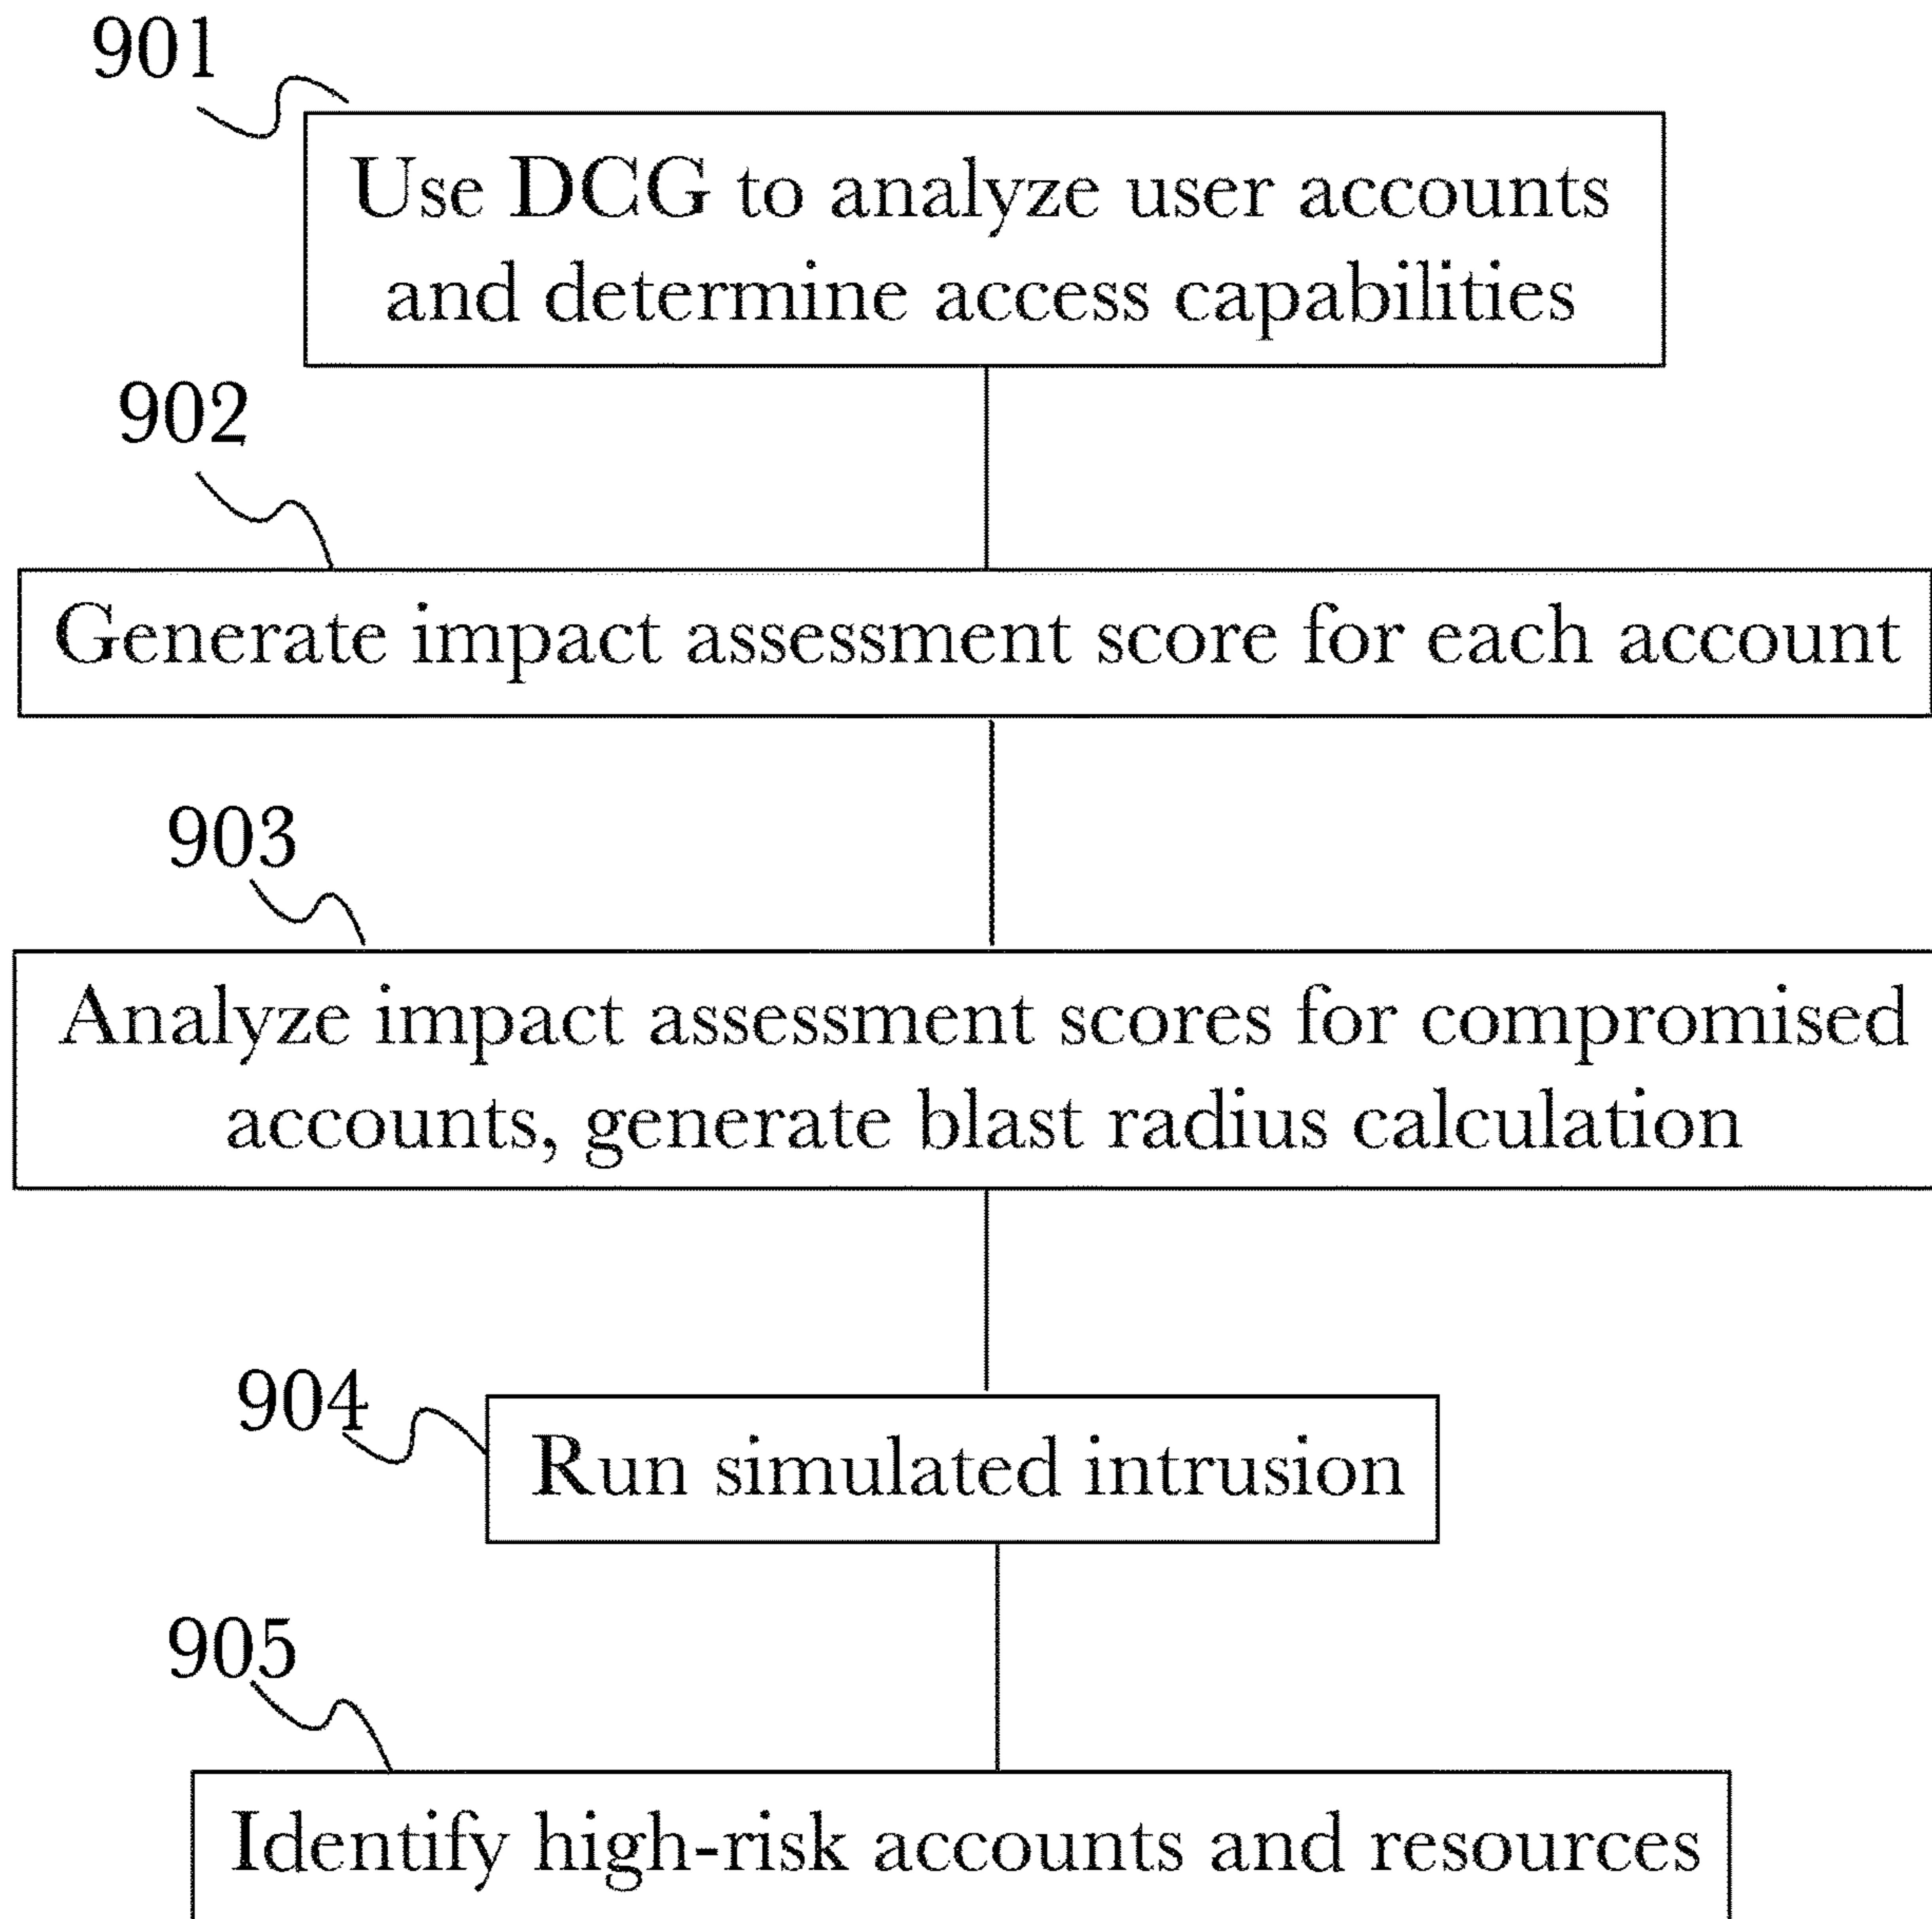 901
Use DCG to analyze user accounts
and determine access capabilities
902
Generate impact assessment score for each account
903
Analyze impact assessment scores for compromised
accounts, generate blast radius calculation
904
Run simulated intrusion
905
Identify high-risk accounts and resources